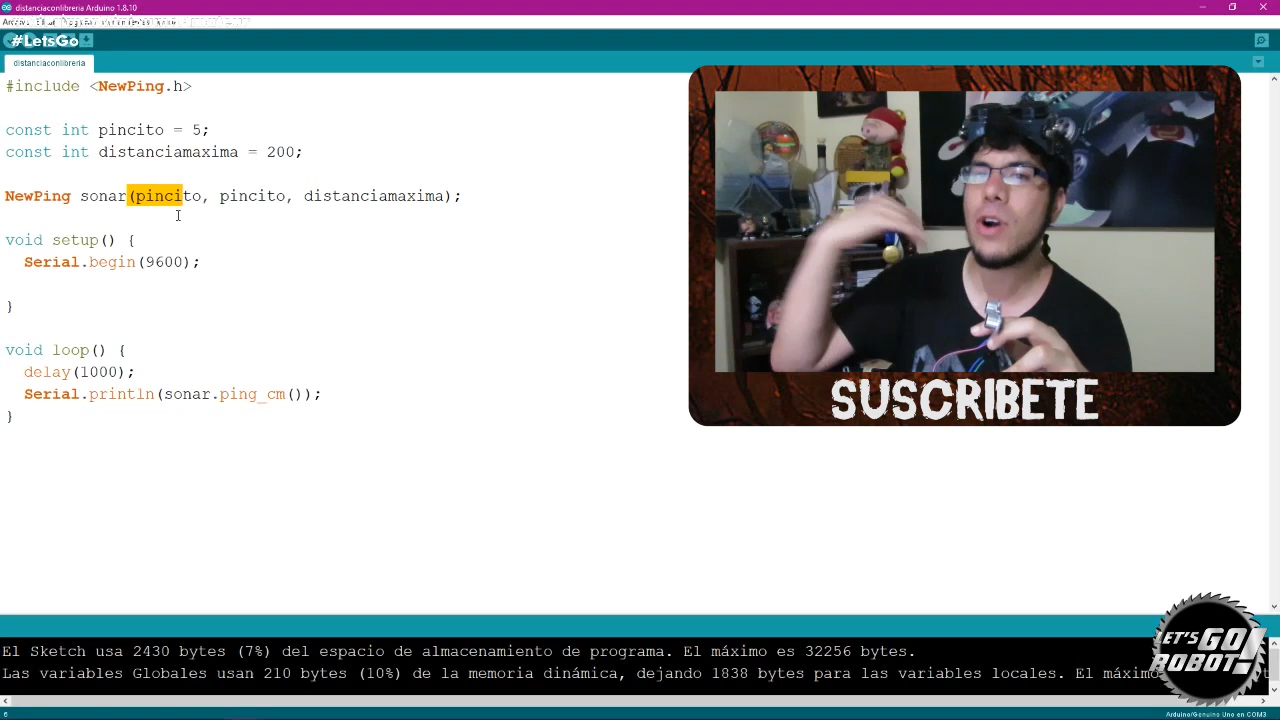 distanciaconlibreria Arduino 1.8.10
#LetsGo
distanciaconlibreria
#include <NewPing.h>
const int pincito = 5;
const int distanciamaxima = 200;
NewPing sonar(pincito, pincito, distanciamaxima);
void setup() {
Serial.begin(9600);
}
void loop() {
delay(1000);
Serial.println(sonar.ping_cm());
}
SUSCRIBETE
El Sketch usa 2430 bytes (7%) del espacio de almacenamiento de programa. El máximo es 32256 bytes.
Las variables Globales usan 210 bytes (10%) de la memoria dinámica, dejando 1838 bytes para las variables locales. El máximo
LET'S GO!
ROBOT!
6
Arduino/Genuino Uno en COM3